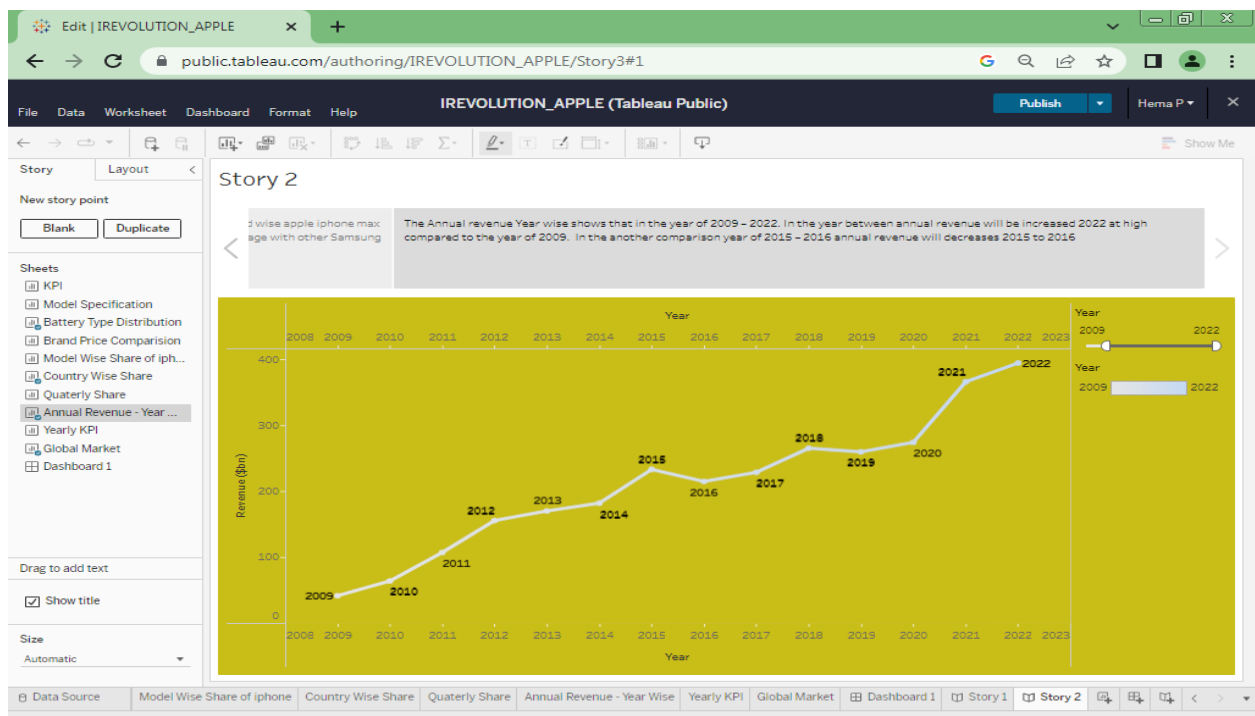 Edit | IREVOLUTION_APPLE
public.tableau.com/authoring/IREVOLUTION_APPLE/Story3#1
File Data Worksheet Dashboard Format Help
IREVOLUTION_APPLE (Tableau Public)
Publish
Hema P
Show Me
Story Layout
New story point
Blank Duplicate
Sheets
KPI
Model Specification
Battery Type Distribution
Brand Price Comparision
Model Wise Share of iph...
Country Wise Share
Quaterly Share
Annual Revenue - Year ...
Yearly KPI
Global Market
Dashboard 1
Drag to add text
Show title
Size
Automatic
Story 2
wise apple iphone max
age with other Samsung
The Annual revenue Year wise shows that in the year of 2009 – 2022. In the year between annual revenue will be increased 2022 at high
compared to the year of 2009. In the another comparison year of 2015 – 2016 annual revenue will decreases 2015 to 2016
Year
2008 2009 2010 2011 2012 2013 2014 2015 2016 2017 2018 2019 2020 2021 2022 2023
400
300
200
100
0
Revenue ($bn)
2009
2010
2011
2012
2013
2014
2015
2016
2017
2018
2019
2020
2021
2022
2008 2009 2010 2011 2012 2013 2014 2015 2016 2017 2018 2019 2020 2021 2022 2023
Year
Year
2009 2022
Year
2009 2022
Data Source Model Wise Share of iphone Country Wise Share Quaterly Share Annual Revenue - Year Wise Yearly KPI Global Market Dashboard 1 Story 1 Story 2